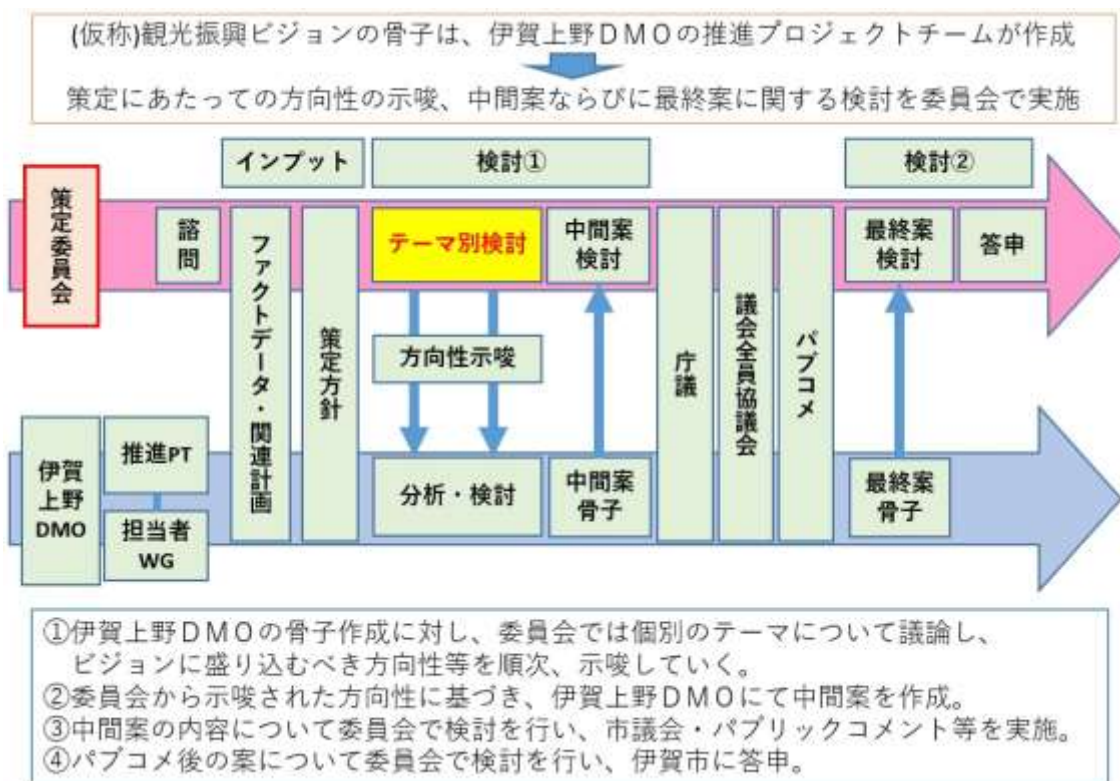 (仮称)観光振興ビジョンの骨子は、伊賀上野ＤＭＯの推進プロジェクトチームが作成
策定にあたっての方向性の示唆、中間案ならびに最終案に関する検討を委員会で実施
インプット
検討①
検討②
策定委員会
諮問
ファクトデータ・関連計画
策定方針
テーマ別検討
中間案
検討
方向性示唆
庁議
議会全員協議会
パブコメ
最終案
検討
答申
伊賀
上野
DMO
推進PT
担当者
WG
分析・検討
中間案
骨子
最終案
骨子
①伊賀上野ＤＭＯの骨子作成に対し、委員会では個別のテーマについて議論し、
ビジョンに盛り込むべき方向性等を順次、示唆していく。
②委員会から示唆された方向性に基づき、伊賀上野ＤＭＯにて中間案を作成。
③中間案の内容について委員会で検討を行い、市議会・パブリックコメント等を実施。
④パブコメ後の案について委員会で検討を行い、伊賀市に答申。